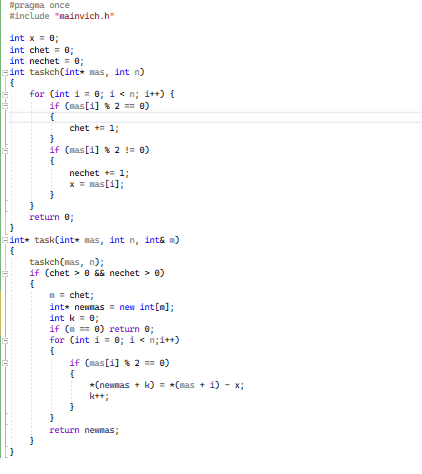 #pragma once
#include "mainvich.h"
int x = 0;
int chet = 0;
int nechet = 0;
int taskch(int* mas, int n)
{
for (int i = 0; i < n; i++) {
if (mas[i] % 2 == 0)
{
chet += 1;
}
if (mas[i] % 2 != 0)
{
nechet += 1;
x = mas[i];
}
}
return 0;
}
int* task(int* mas, int n, int& m)
{
taskch(mas, n);
if (chet > 0 && nechet > 0)
{
m = chet;
int* newmas = new int[m];
int k = 0;
if (m == 0) return 0;
for (int i = 0; i < n;i++)
{
if (mas[i] % 2 == 0)
{
*(newmas + k) = *(mas + i) - x;
k++;
}
}
return newmas;
}
}